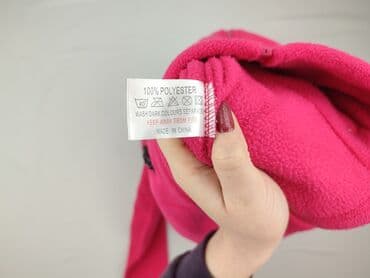 100% POLYESTER
WASH DARK COLOURS SEPARATELY
KEEP AWAY FROM FIRE
MADE IN CHINA